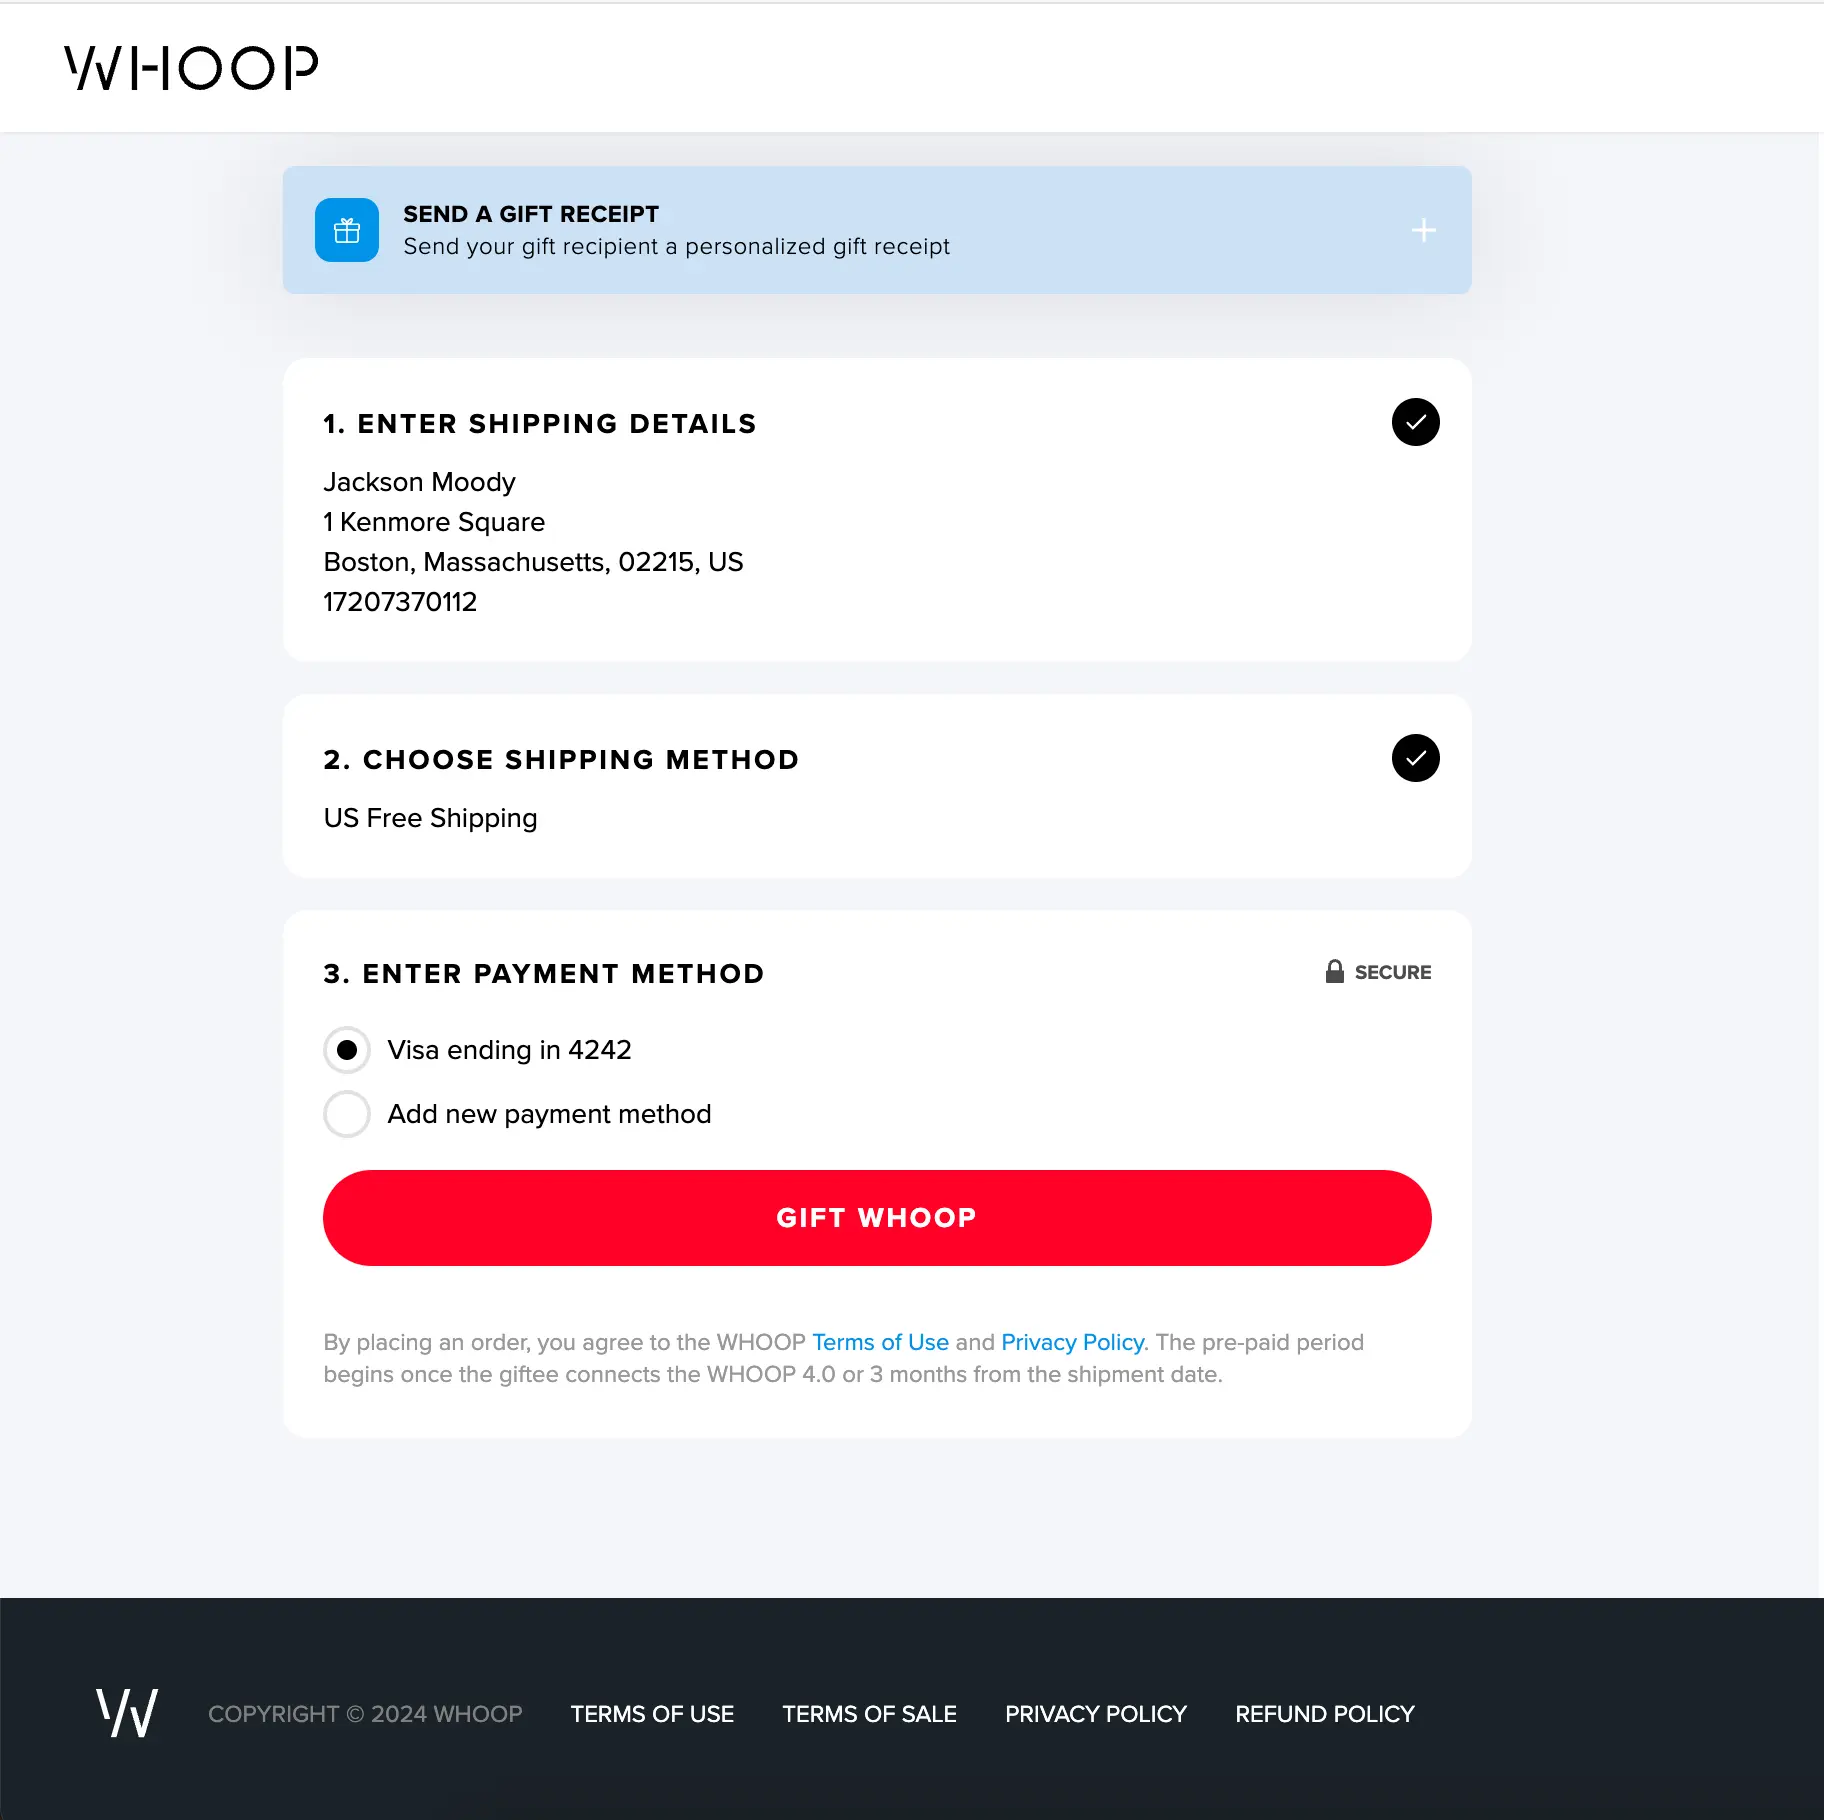 WHOOP
SEND A GIFT RECEIPT
Send your gift recipient a personalized gift receipt
1. ENTER SHIPPING DETAILS
Jackson Moody
1 Kenmore Square
Boston, Massachusetts, 02215, US
17207370112
2. CHOOSE SHIPPING METHOD
US Free Shipping
3. ENTER PAYMENT METHOD
SECURE
Visa ending in 4242
Add new payment method
GIFT WHOOP
By placing an order, you agree to the WHOOP Terms of Use and Privacy Policy. The pre-paid period
begins once the giftee connects the WHOOP 4.0 or 3 months from the shipment date.
W COPYRIGHT © 2024 WHOOP TERMS OF USE TERMS OF SALE PRIVACY POLICY REFUND POLICY